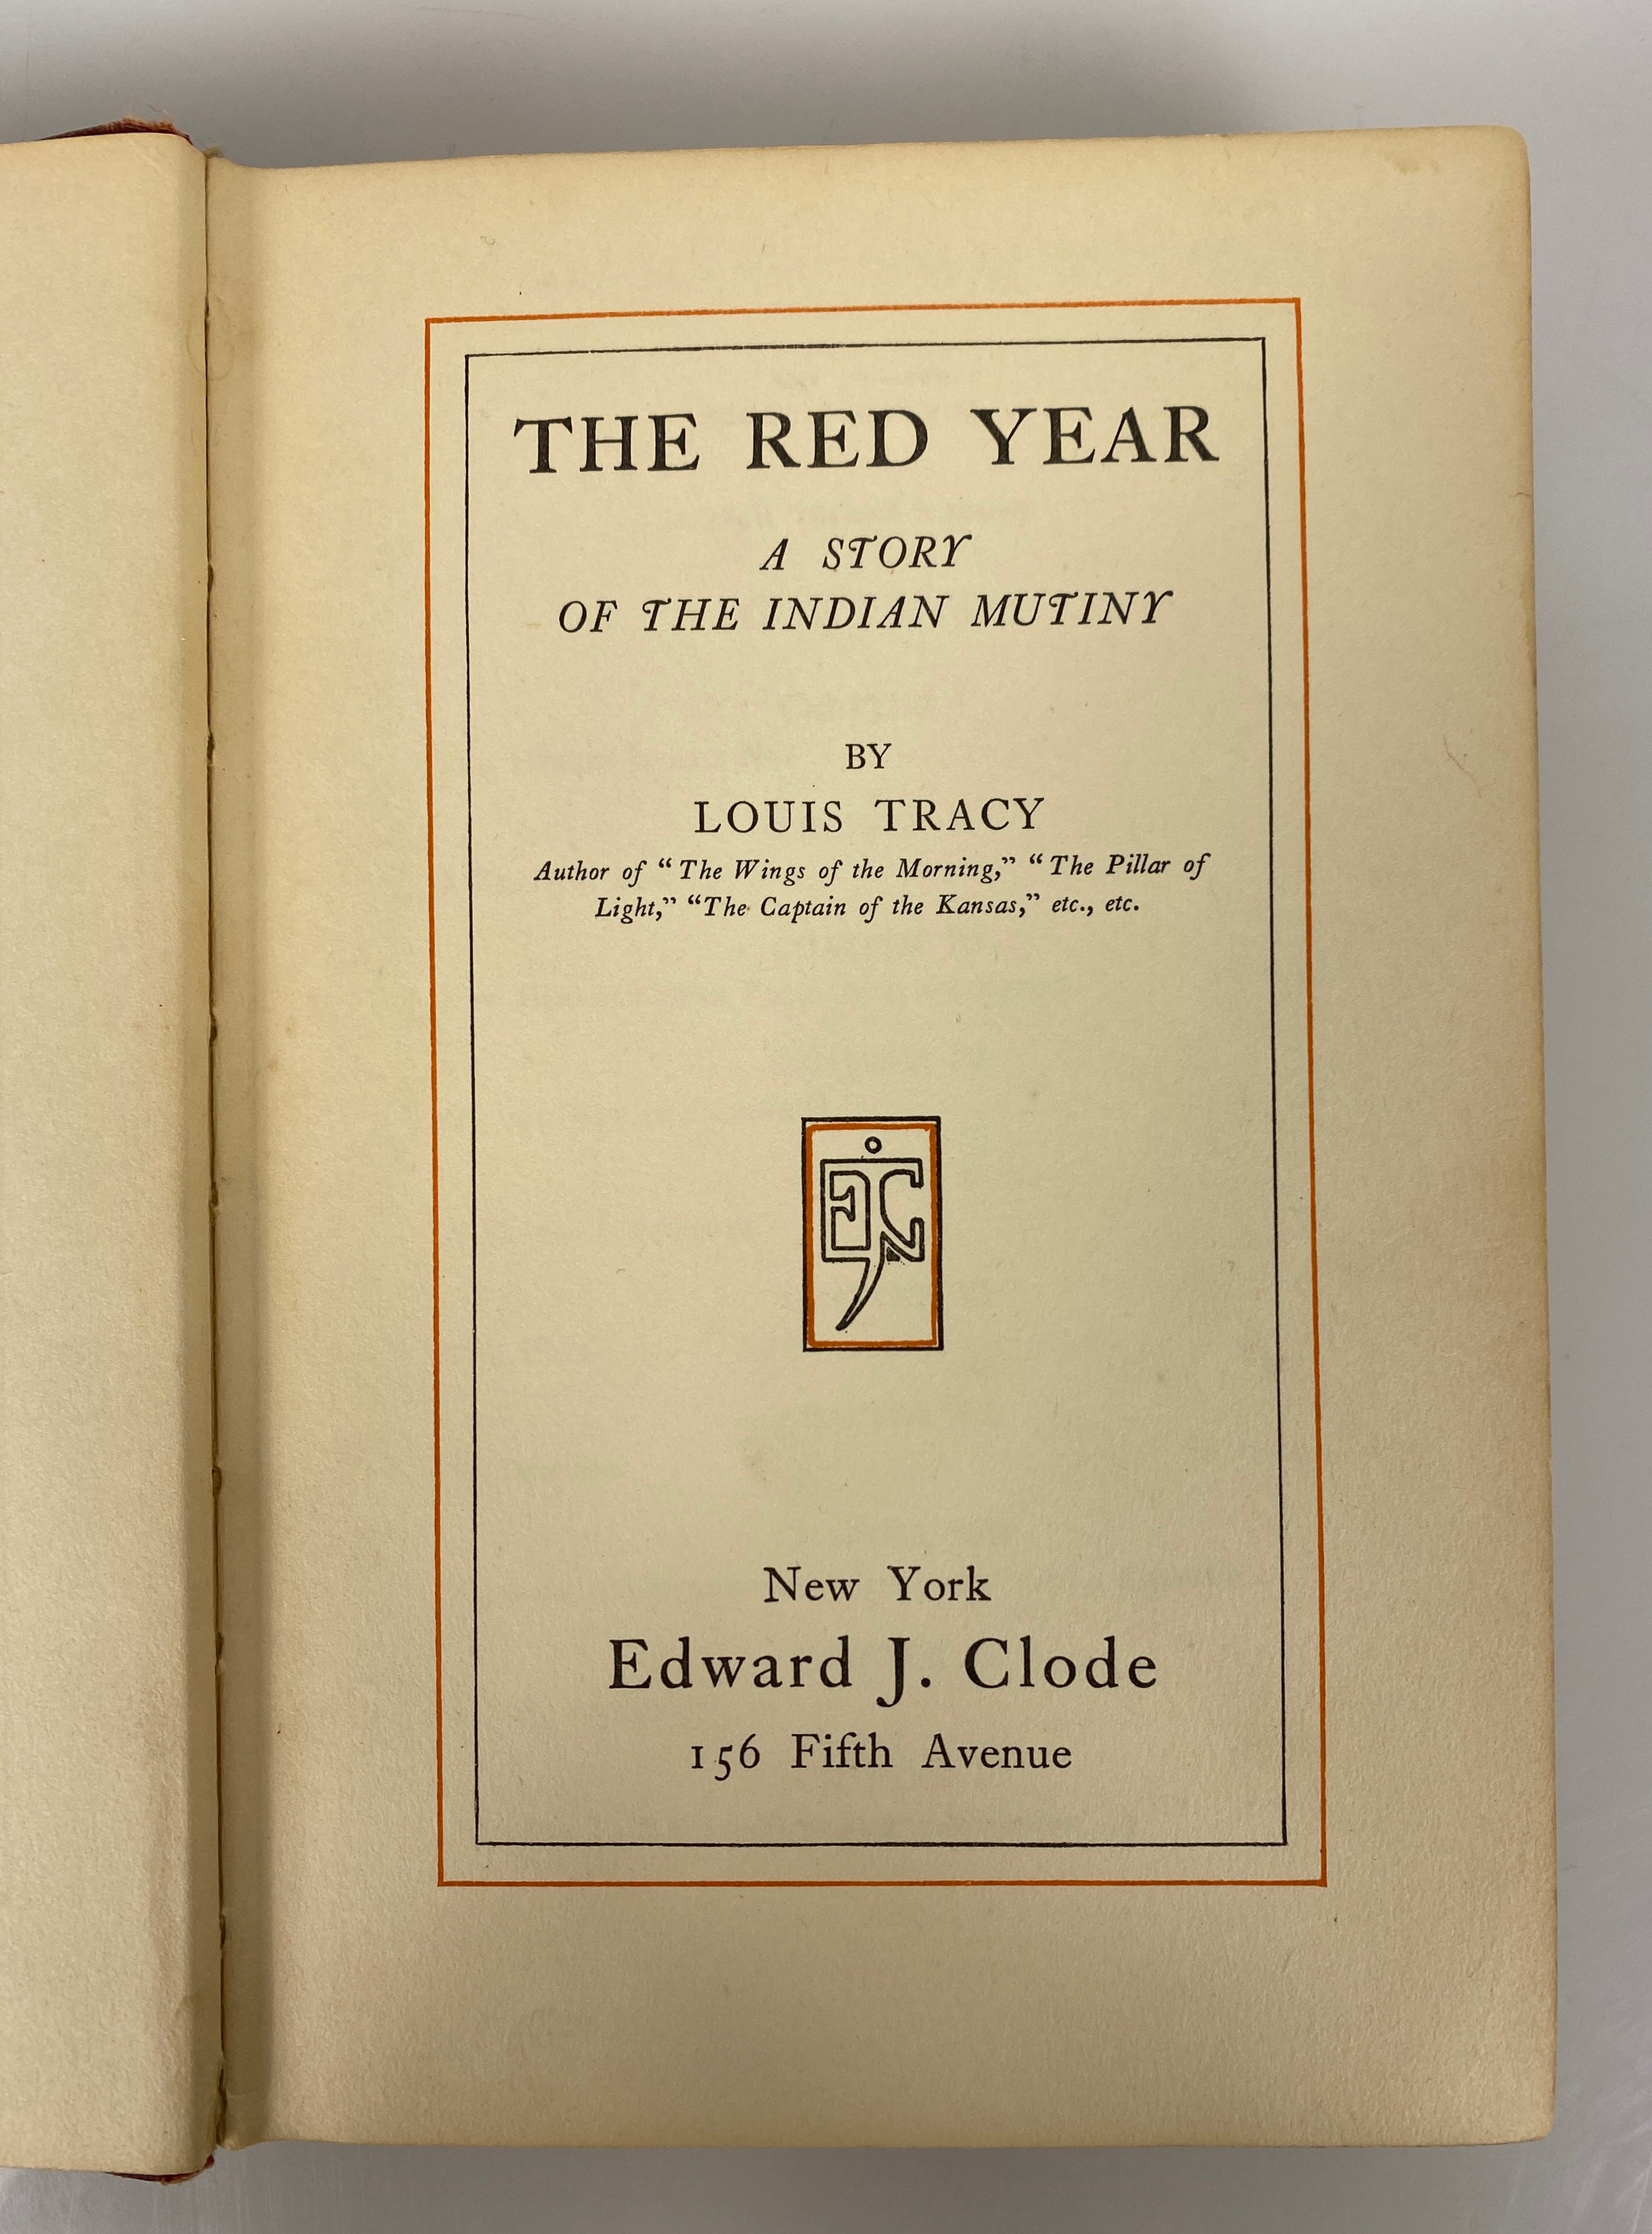 THE RED YEAR
A STORY
OF THE INDIAN MUTINY
BY
LOUIS TRACY
Author of “The Wings of the Morning,” “The Pillar of
Light,” “The Captain of the Kansas,” etc., etc.
EJC
New York
Edward J. Clode
156 Fifth Avenue